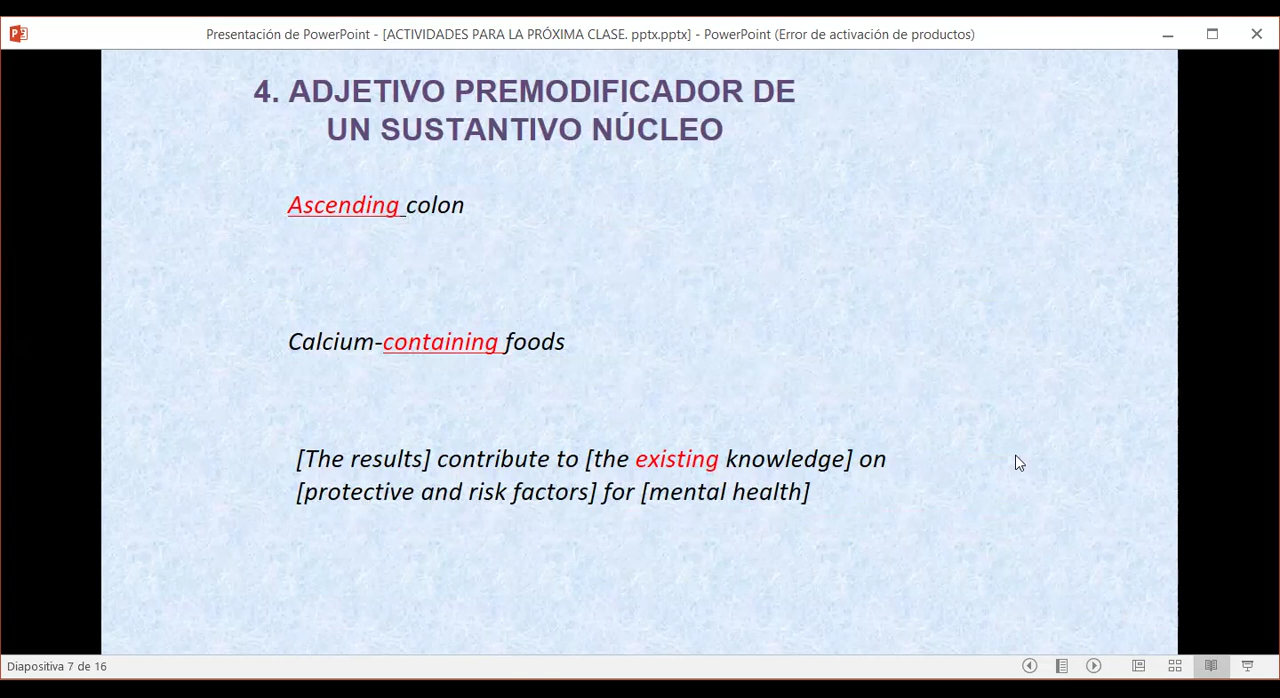 Presentación de PowerPoint - [ACTIVIDADES PARA LA PRÓXIMA CLASE. pptx.pptx] - PowerPoint (Error de activación de productos)
4. ADJETIVO PREMODIFICADOR DE
UN SUSTANTIVO NÚCLEO
Ascending colon
Calcium-containing foods
[The results] contribute to [the existing knowledge] on
[protective and risk factors] for [mental health]
Diapositiva 7 de 16